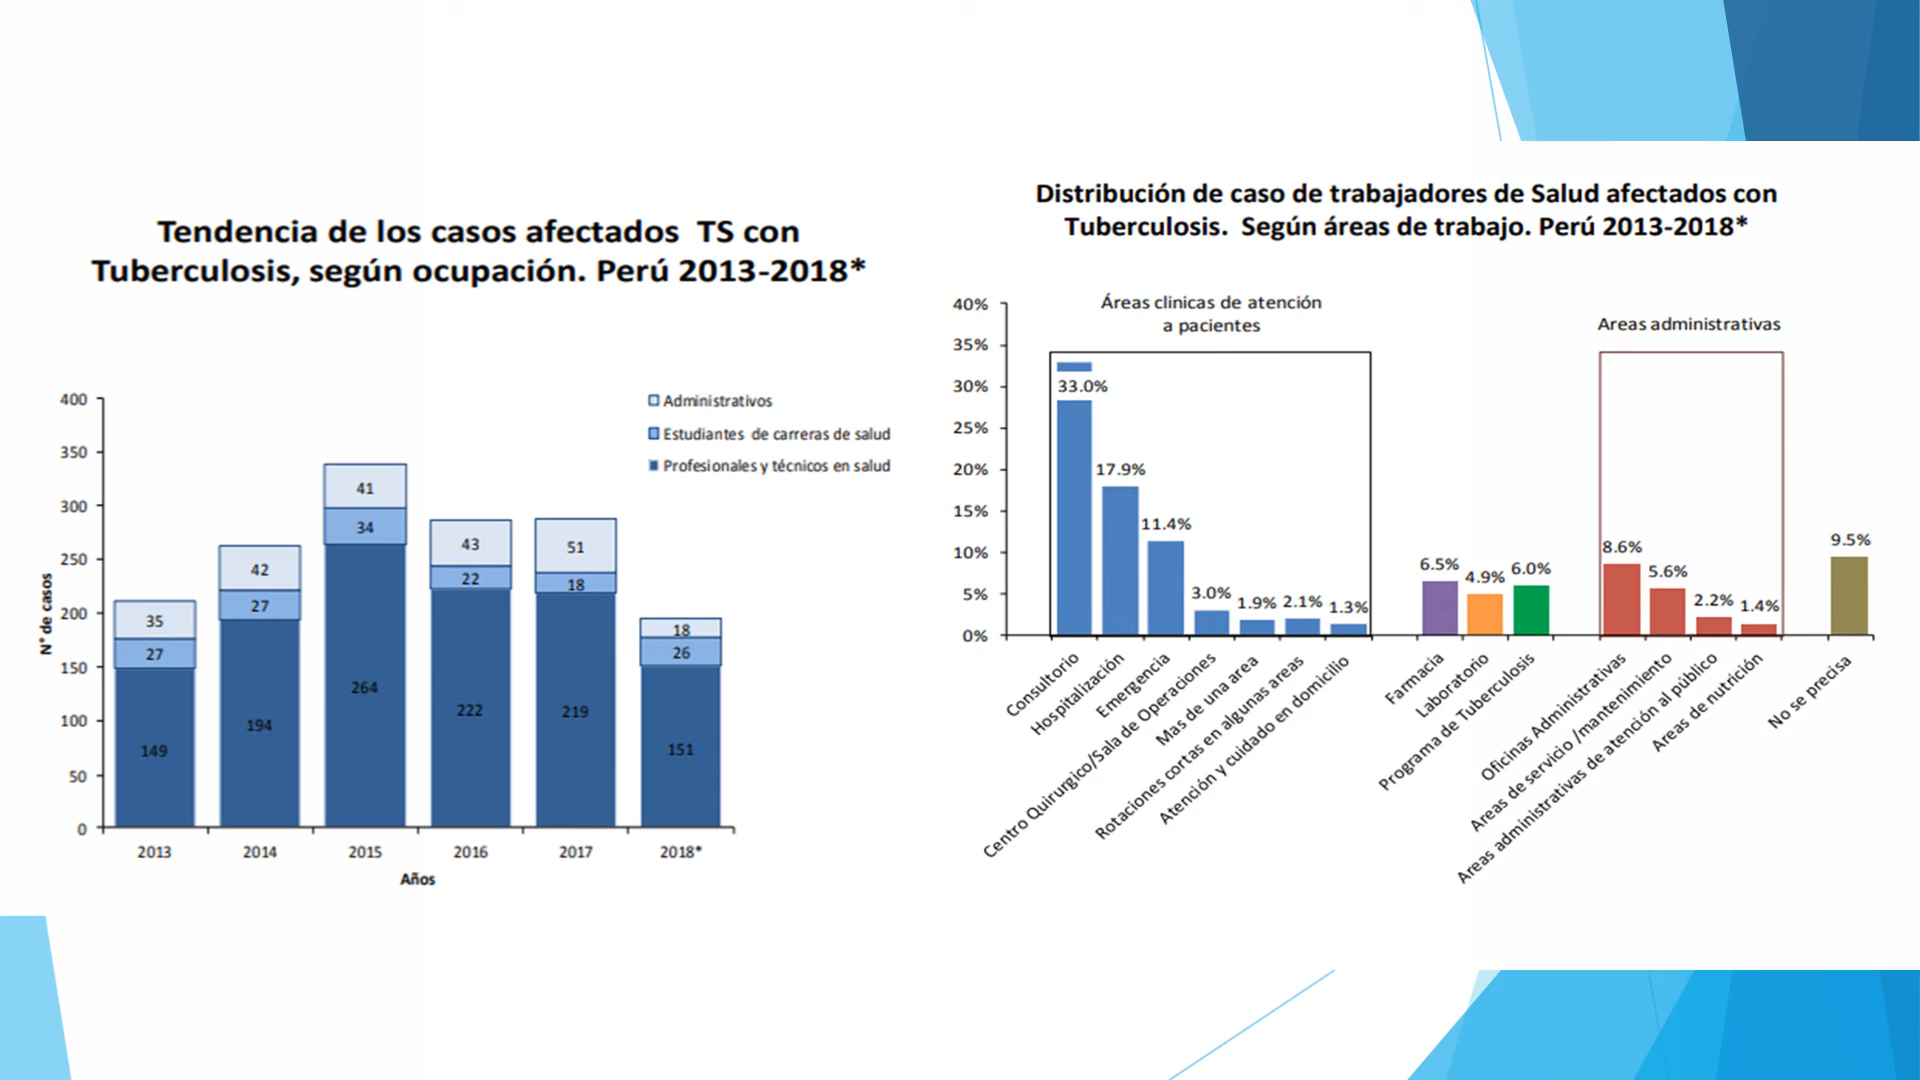 Tendencia de los casos afectados TS con
Tuberculosis, según ocupación. Perú 2013-2018*
400
350
300
250
200
150
100
50
0
N° de casos
Administrativos
Estudiantes de carreras de salud
Profesionales y técnicos en salud
35
27
149
42
27
194
41
34
264
43
22
222
51
18
219
18
26
151
2013
2014
2015
2016
2017
2018*
Años
Distribución de caso de trabajadores de Salud afectados con
Tuberculosis. Según áreas de trabajo. Perú 2013-2018*
40%
35%
30%
25%
20%
15%
10%
5%
0%
Áreas clinicas de atención
a pacientes
Areas administrativas
33.0%
17.9%
11.4%
3.0%
1.9%
2.1%
1.3%
6.5%
4.9%
6.0%
8.6%
5.6%
2.2%
1.4%
9.5%
Consultorio
Hospitalización
Emergencia
Centro Quirurgico/Sala de Operaciones
Mas de una area
Rotaciones cortas en algunas areas
Atención y cuidado en domicilio
Farmacia
Laboratorio
Programa de Tuberculosis
Oficinas Administrativas
Areas de servicio /mantenimiento
Areas administrativas de atención al público
Areas de nutrición
No se precisa